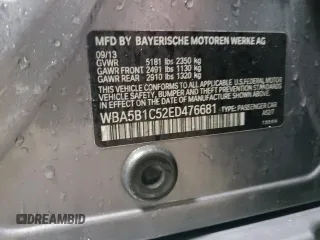 MFD BY BAYERISCHE MOTOREN WERKE AG
09/13
GVWR 5181 lbs 2350 kg
GAWR FRONT 2491 lbs 1130 kg
GAWR REAR 2910 lbs 1320 kg
THIS VEHICLE CONFORMS TO ALL APPLICABLE U.S. FEDERAL MOTOR
VEHICLE SAFETY, BUMPER, AND THEFT PREVENTION STANDARDS IN
EFFECT ON THE DATE OF MANUFACTURE SHOWN ABOVE.
WBA5B1C52ED476681 TYPE: PASSENGER CAR
A52/7
© DREAMBID